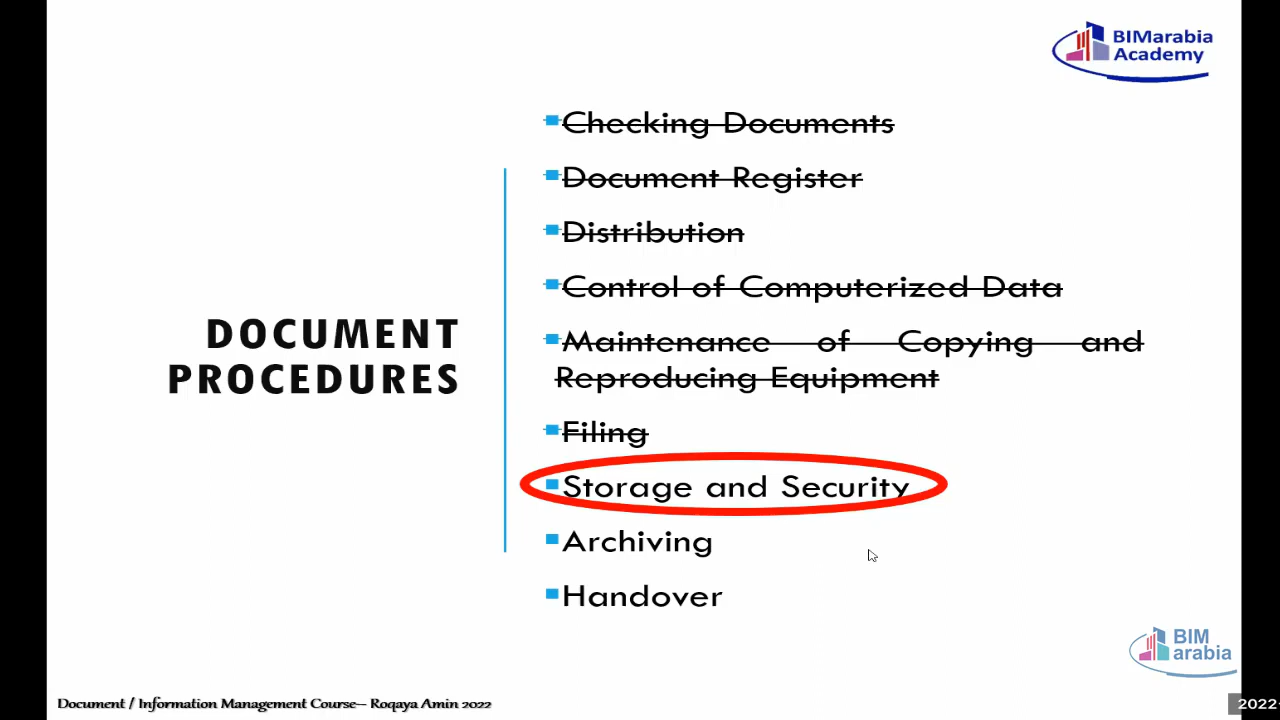 BIMarabia
Academy
Checking Documents
Document Register
Distribution
Control of Computerized Data
Maintenance of Copying and
Reproducing Equipment
Filing
Storage and Security
Archiving
Handover
DOCUMENT
PROCEDURES
BIM
arabia
Document / Information Management Course– Roqaya Amin 2022
2022-